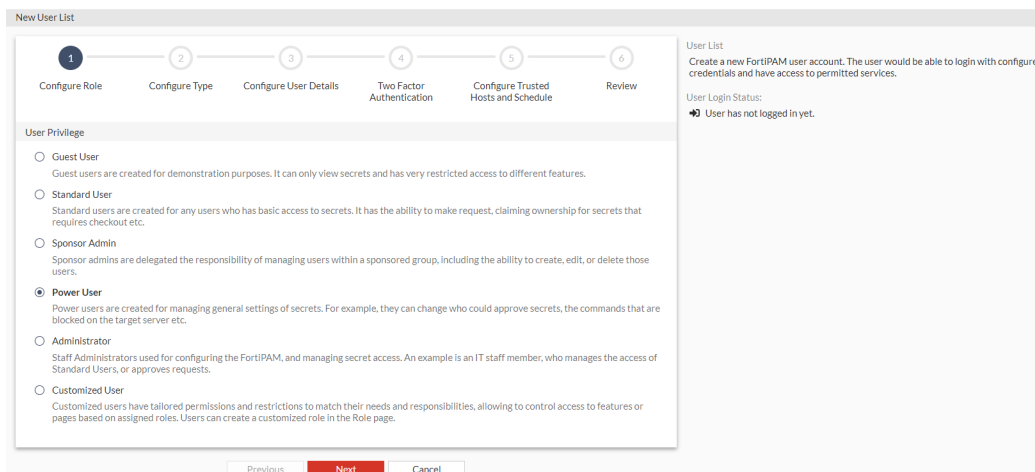 New User List
1
2
3
4
5
6
Configure Role
Configure Type
Configure User Details
Two Factor
Authentication
Configure Trusted
Hosts and Schedule
Review
User Privilege
Guest User
Guest users are created for demonstration purposes. It can only view secrets and has very restricted access to different features.
Standard User
Standard users are created for any users who has basic access to secrets. It has the ability to make request, claiming ownership for secrets that
requires checkout etc.
Sponsor Admin
Sponsor admins are delegated the responsibility of managing users within a sponsored group, including the ability to create, edit, or delete those
users.
Power User
Power users are created for managing general settings of secrets. For example, they can change who could approve secrets, the commands that are
blocked on the target server etc.
Administrator
Staff Administrators used for configuring the FortiPAM, and managing secret access. An example is an IT staff member, who manages the access of
Standard Users, or approves requests.
Customized User
Customized users have tailored permissions and restrictions to match their needs and responsibilities, allowing to control access to features or
pages based on assigned roles. Users can create a customized role in the Role page.
Previous
Next
Cancel
User List
Create a new FortiPAM user account. The user would be able to login with configure
credentials and have access to permitted services.
User Login Status:
User has not logged in yet.